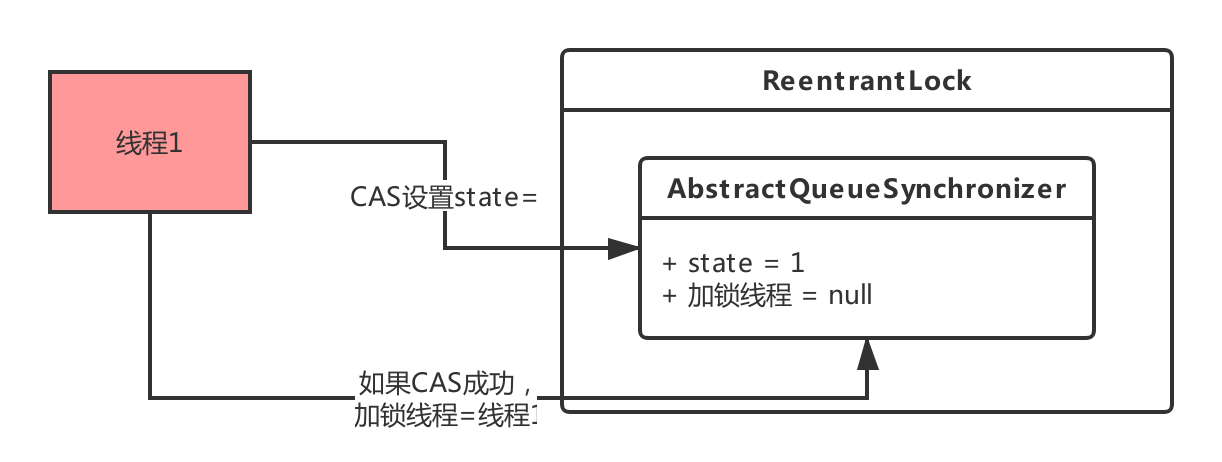 ReentrantLock
线程1
AbstractQueueSynchronizer
CAS设置state=
+ state = 1
+ 加锁线程 = null
如果CAS成功，
加锁线程=线程1